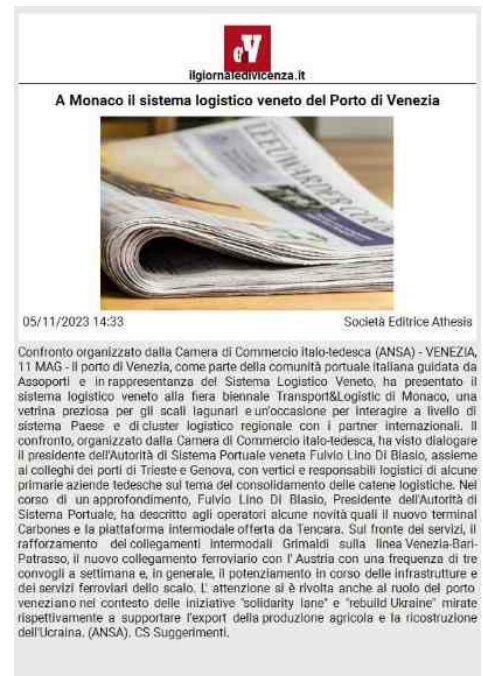 eV
ilgiornaledivicenza.it
A Monaco il sistema logistico veneto del Porto di Venezia
LEEUWARDER COUR
05/11/2023 14:33
Società Editrice Athesis
Confronto organizzato dalla Camera di Commercio italo-tedesca (ANSA) - VENEZIA,
11 MAG - Il porto di Venezia, come parte della comunità portuale italiana guidata da
Assoporti e in rappresentanza del Sistema Logistico Veneto, ha presentato il
sistema logistico veneto alla fiera biennale Transport&Logistic di Monaco, una
vetrina preziosa per gli scali lagunari e un'occasione per interagire a livello di
sistema Paese e di cluster logistico regionale con i partner internazionali. Il
confronto, organizzato dalla Camera di Commercio italo-tedesca, ha visto dialogare
il presidente dell'Autorità di Sistema Portuale veneta Fulvio Lino Di Blasio, assieme
ai colleghi dei porti di Trieste e Genova, con vertici e responsabili logistici di alcune
primarie aziende tedesche sul tema del consolidamento delle catene logistiche. Nel
corso di un approfondimento, Fulvio Lino Di Blasio, Presidente dell'Autorità di
Sistema Portuale, ha descritto agli operatori alcune novità quali il nuovo terminal
Carbones e la piattaforma intermodale offerta da Tencara. Sul fronte dei servizi, il
rafforzamento dei collegamenti intermodali Grimaldi sulla linea Venezia-Bari-
Patrasso, il nuovo collegamento ferroviario con l' Austria con una frequenza di tre
convogli a settimana e, in generale, il potenziamento in corso delle infrastrutture e
dei servizi ferroviari dello scalo. L' attenzione si è rivolta anche al ruolo del porto
veneziano nel contesto delle iniziative "solidarity lane" e "rebuild Ukraine" mirate
rispettivamente a supportare l'export della produzione agricola e la ricostruzione
dell'Ucraina. (ANSA). CS Suggerimenti.